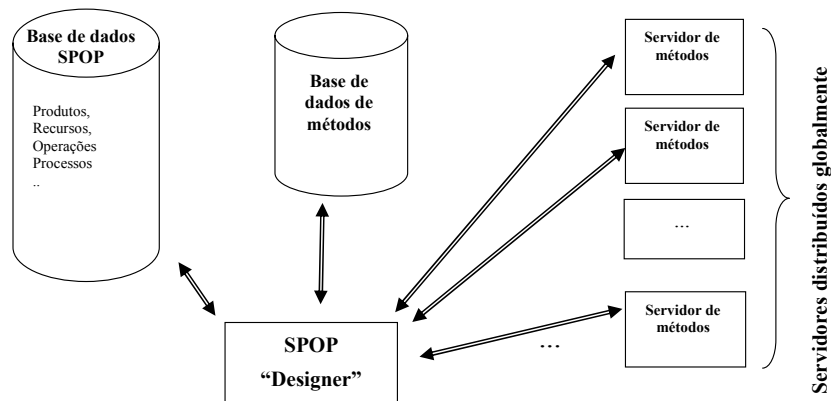 Base de dados
SPOP
Produtos,
Recursos,
Operações
Processos
..
Base de
dados de
métodos
Servidor de
métodos
Servidor de
métodos
...
Servidor de
métodos
...
SPOP
“Designer”
Servidores distribuídos globalmente